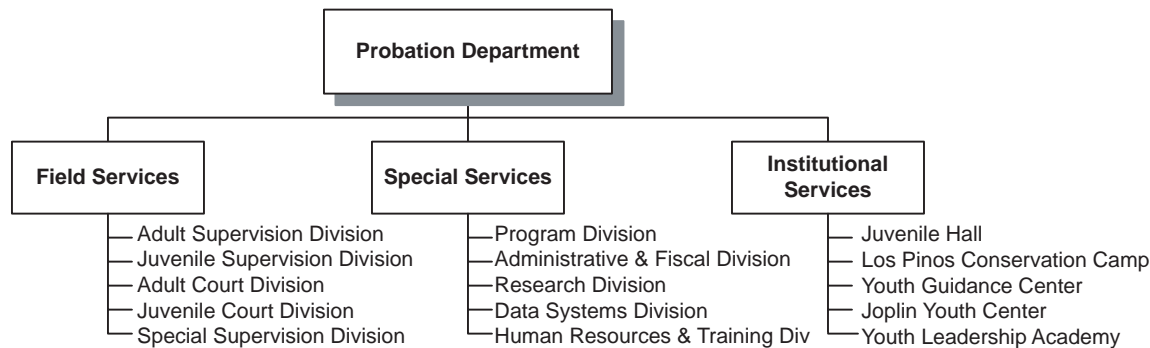 Probation Department
Field Services
Adult Supervision Division
Juvenile Supervision Division
Adult Court Division
Juvenile Court Division
Special Supervision Division
Special Services
Program Division
Administrative & Fiscal Division
Research Division
Data Systems Division
Human Resources & Training Div
Institutional
Services
Juvenile Hall
Los Pinos Conservation Camp
Youth Guidance Center
Joplin Youth Center
Youth Leadership Academy